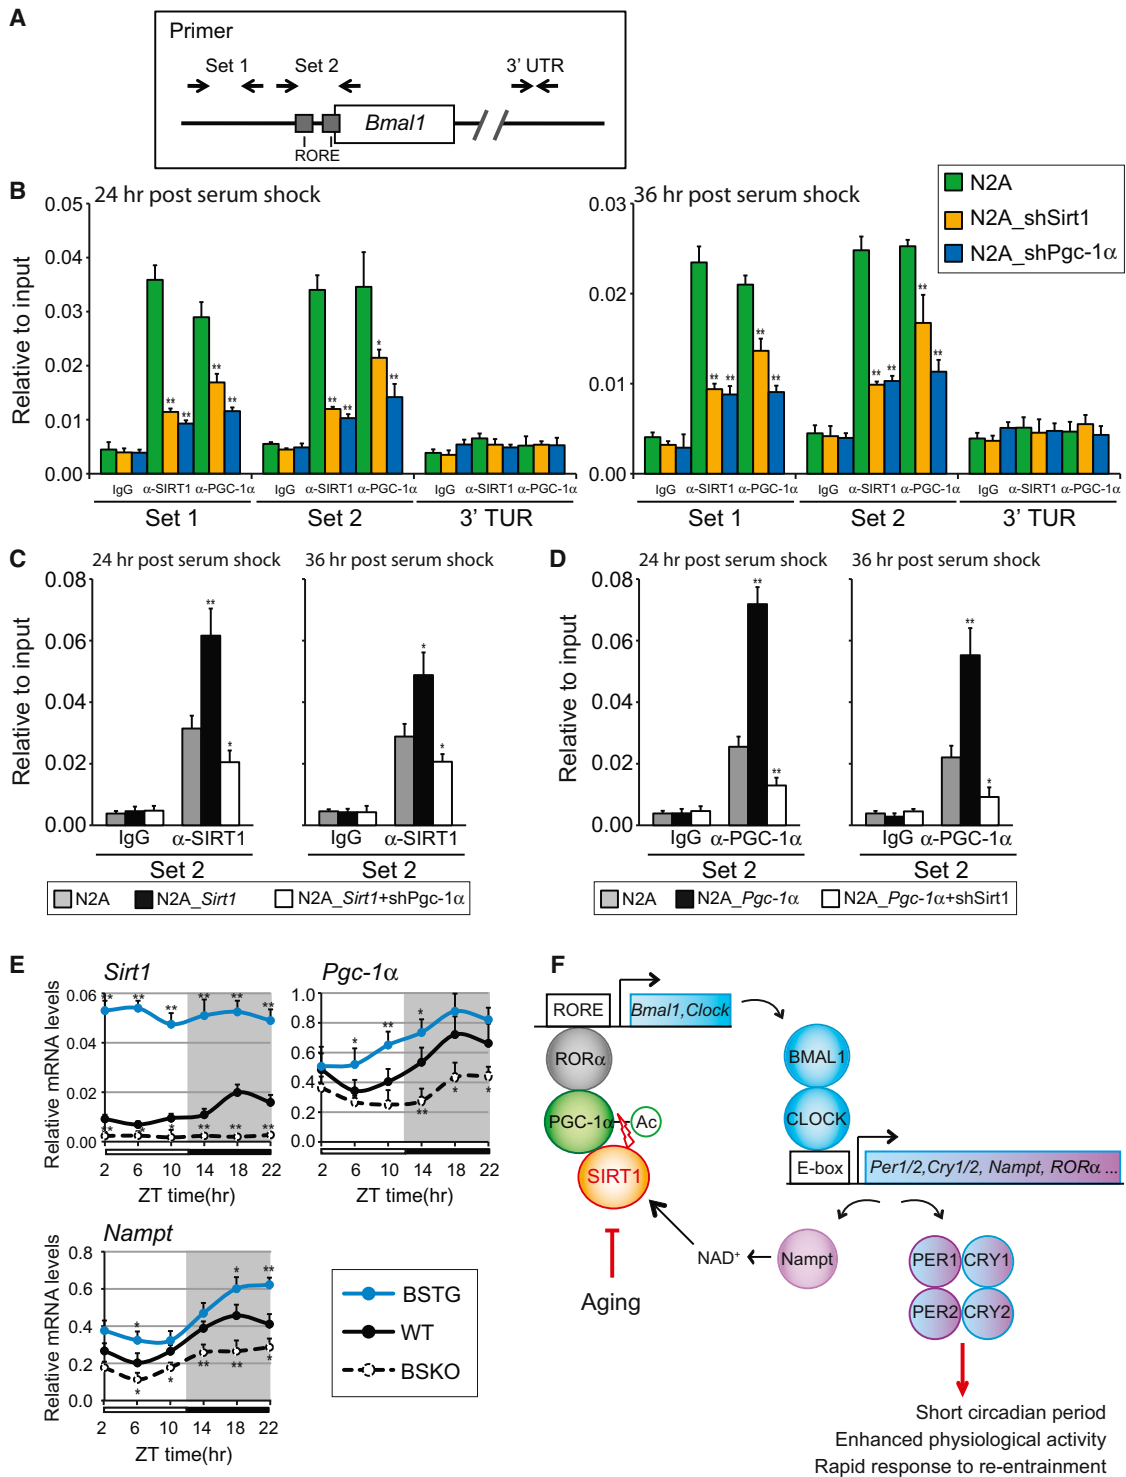 A
Primer
Set 1 Set 2 3' UTR
Bmal1
RORE
B
24 hr post serum shock
0.05
0.04
0.03
0.02
0.01
0.00
Relative to input
** ** ** ** ** ** * **
IgG α-SIRT1 α-PGC-1α IgG α-SIRT1 α-PGC-1α IgG α-SIRT1 α-PGC-1α
Set 1 Set 2 3' TUR
36 hr post serum shock
0.03
0.02
0.01
0.00
** ** ** ** ** ** ** **
IgG α-SIRT1 α-PGC-1α IgG α-SIRT1 α-PGC-1α IgG α-SIRT1 α-PGC-1α
Set 1 Set 2 3' TUR
N2A
N2A_shSirt1
N2A_shPgc-1α
C
24 hr post serum shock 36 hr post serum shock
0.08
0.06
0.04
0.02
0.00
Relative to input
** * * *
IgG α-SIRT1 IgG α-SIRT1
Set 2 Set 2
N2A N2A_Sirt1 N2A_Sirt1+shPgc-1α
D
24 hr post serum shock 36 hr post serum shock
0.08
0.06
0.04
0.02
0.00
Relative to input
** ** ** *
IgG α-PGC-1α IgG α-PGC-1α
Set 2 Set 2
N2A N2A_Pgc-1α N2A_Pgc-1α+shSirt1
E
Sirt1
0.06
0.04
0.02
0.00
Relative mRNA levels
** ** ** ** ** **
** ** * ** ** **
2 6 10 14 18 22
ZT time(hr)
Pgc-1α
1.0
0.8
0.6
0.4
0.2
0.0
* ** *
** * *
2 6 10 14 18 22
ZT time(hr)
Nampt
0.8
0.6
0.4
0.2
0.0
Relative mRNA levels
* * **
* * ** ** *
2 6 10 14 18 22
ZT time(hr)
BSTG
WT
BSKO
F
RORE Bmal1,Clock
RORα
PGC-1α Ac
SIRT1
Aging
BMAL1
CLOCK
E-box Per1/2,Cry1/2, Nampt, RORα ...
NAD+ Nampt
PER1 CRY1
PER2 CRY2
Short circadian period
Enhanced physiological activity
Rapid response to re-entrainment